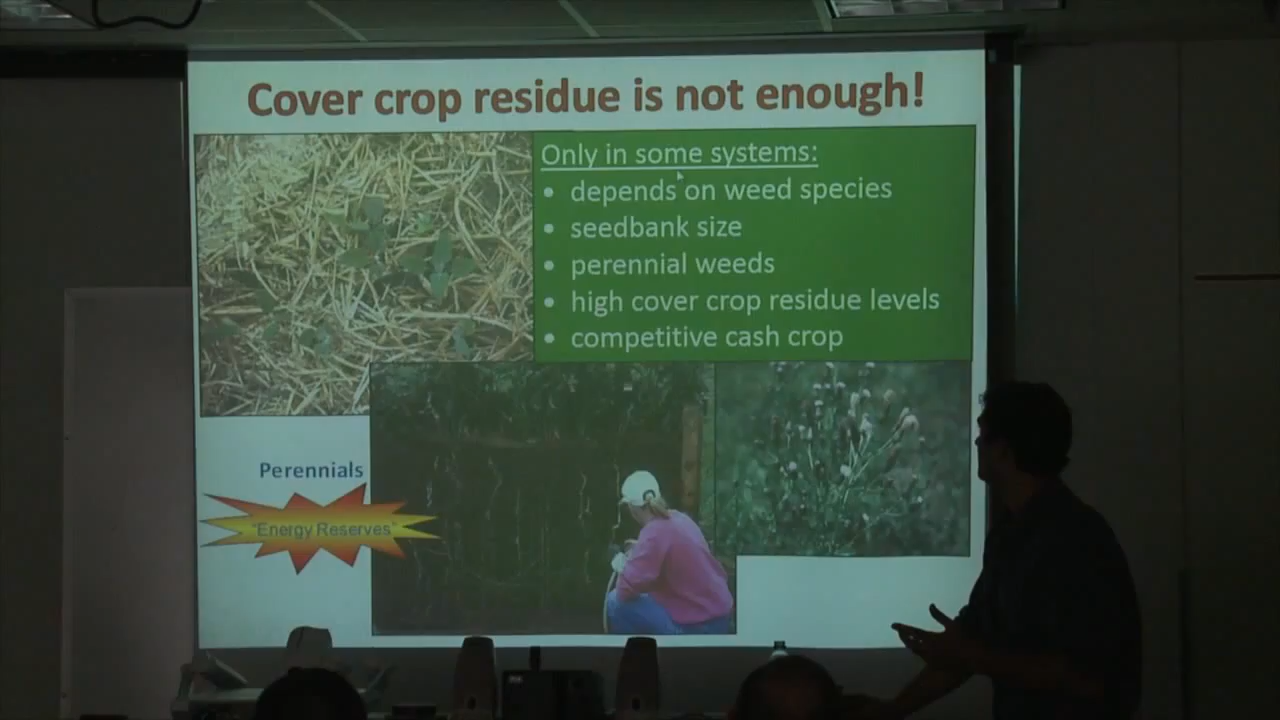 Cover crop residue is not enough!
Only in some systems:
• depends on weed species
• seedbank size
• perennial weeds
• high cover crop residue levels
• competitive cash crop
Perennials
"Energy Reserves"